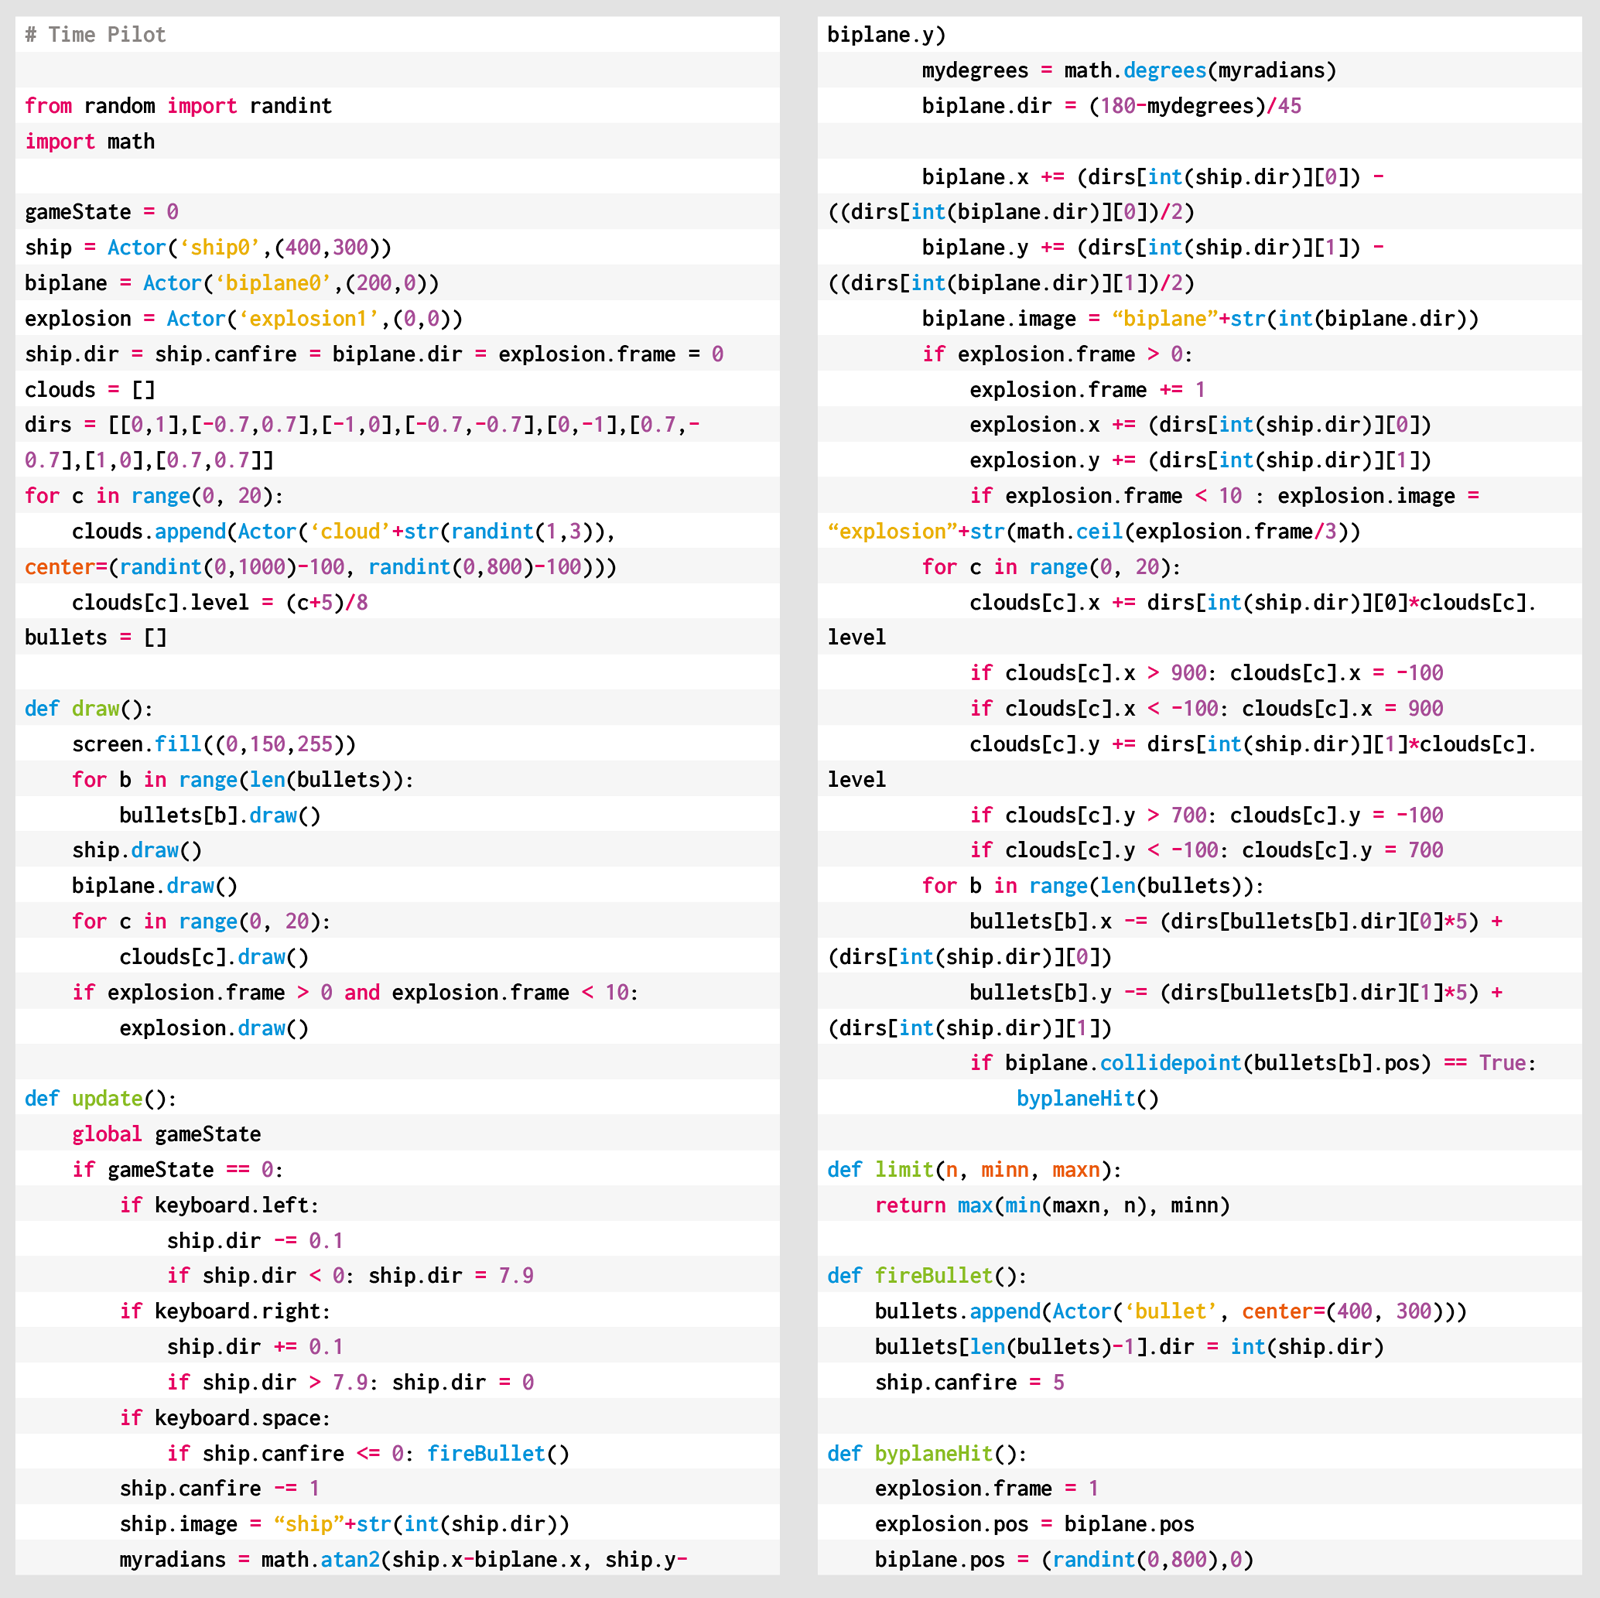 # Time Pilot

from random import randint
import math

gameState = 0
ship = Actor(‘ship0’,(400,300))
biplane = Actor(‘biplane0’,(200,0))
explosion = Actor(‘explosion1’,(0,0))
ship.dir = ship.canfire = biplane.dir = explosion.frame = 0
clouds = []
dirs = [[0,1],[-0.7,0.7],[-1,0],[-0.7,-0.7],[0,-1],[0.7,-
0.7],[1,0],[0.7,0.7]]
for c in range(0, 20):
    clouds.append(Actor(‘cloud’+str(randint(1,3)),
center=(randint(0,1000)-100, randint(0,800)-100)))
    clouds[c].level = (c+5)/8
bullets = []

def draw():
    screen.fill((0,150,255))
    for b in range(len(bullets)):
        bullets[b].draw()
    ship.draw()
    biplane.draw()
    for c in range(0, 20):
        clouds[c].draw()
    if explosion.frame > 0 and explosion.frame < 10:
        explosion.draw()

def update():
    global gameState
    if gameState == 0:
        if keyboard.left:
            ship.dir -= 0.1
            if ship.dir < 0: ship.dir = 7.9
        if keyboard.right:
            ship.dir += 0.1
            if ship.dir > 7.9: ship.dir = 0
        if keyboard.space:
            if ship.canfire <= 0: fireBullet()
        ship.canfire -= 1
        ship.image = “ship”+str(int(ship.dir))
        myradians = math.atan2(ship.x-biplane.x, ship.y-
biplane.y)
        mydegrees = math.degrees(myradians)
        biplane.dir = (180-mydegrees)/45

        biplane.x += (dirs[int(ship.dir)][0]) -
((dirs[int(biplane.dir)][0])/2)
        biplane.y += (dirs[int(ship.dir)][1]) -
((dirs[int(biplane.dir)][1])/2)
        biplane.image = “biplane”+str(int(biplane.dir))
        if explosion.frame > 0:
            explosion.frame += 1
            explosion.x += (dirs[int(ship.dir)][0])
            explosion.y += (dirs[int(ship.dir)][1])
            if explosion.frame < 10 : explosion.image =
“explosion”+str(math.ceil(explosion.frame/3))
        for c in range(0, 20):
            clouds[c].x += dirs[int(ship.dir)][0]*clouds[c].
level
            if clouds[c].x > 900: clouds[c].x = -100
            if clouds[c].x < -100: clouds[c].x = 900
            clouds[c].y += dirs[int(ship.dir)][1]*clouds[c].
level
            if clouds[c].y > 700: clouds[c].y = -100
            if clouds[c].y < -100: clouds[c].y = 700
        for b in range(len(bullets)):
            bullets[b].x -= (dirs[bullets[b].dir][0]*5) +
(dirs[int(ship.dir)][0])
            bullets[b].y -= (dirs[bullets[b].dir][1]*5) +
(dirs[int(ship.dir)][1])
            if biplane.collidepoint(bullets[b].pos) == True:
                byplaneHit()

def limit(n, minn, maxn):
    return max(min(maxn, n), minn)

def fireBullet():
    bullets.append(Actor(‘bullet’, center=(400, 300)))
    bullets[len(bullets)-1].dir = int(ship.dir)
    ship.canfire = 5

def byplaneHit():
    explosion.frame = 1
    explosion.pos = biplane.pos
    biplane.pos = (randint(0,800),0)